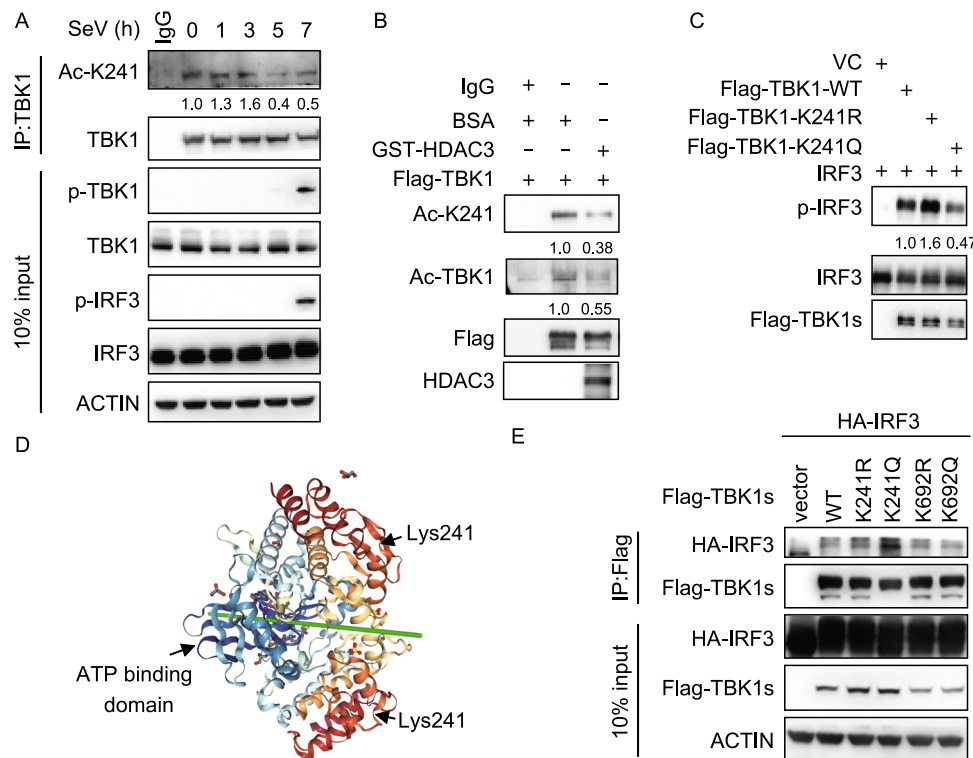 A
SeV (h) IgG 0 1 3 5 7
IP:TBK1
Ac-K241
1.0 1.3 1.6 0.4 0.5
TBK1
10% input
p-TBK1
TBK1
p-IRF3
IRF3
ACTIN
B
IgG + – –
BSA + + –
GST-HDAC3 – – +
Flag-TBK1 + + +
Ac-K241
1.0 0.38
Ac-TBK1
1.0 0.55
Flag
HDAC3
C
VC +
Flag-TBK1-WT +
Flag-TBK1-K241R +
Flag-TBK1-K241Q +
IRF3 + + + +
p-IRF3
1.0 1.6 0.47
IRF3
Flag-TBK1s
D
Lys241
ATP binding
domain
Lys241
E
HA-IRF3
Flag-TBK1s vector WT K241R K241Q K692R K692Q
IP:Flag
HA-IRF3
Flag-TBK1s
10% input
HA-IRF3
Flag-TBK1s
ACTIN